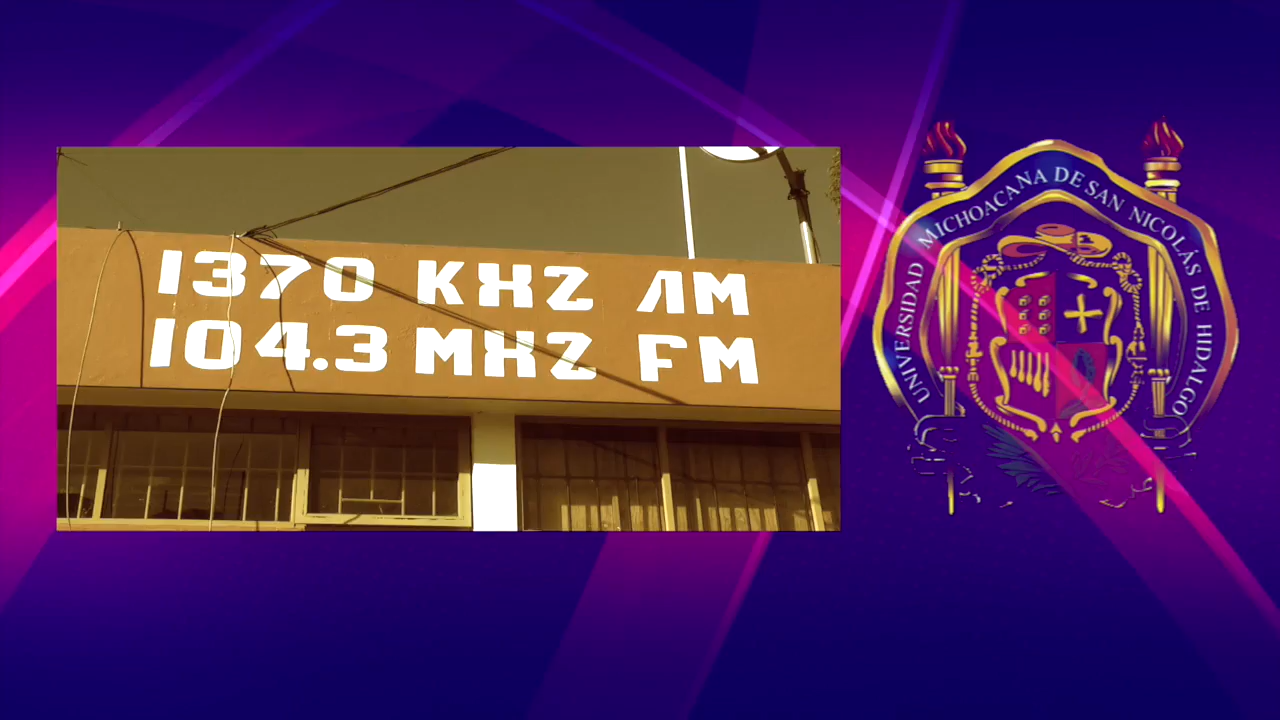 1370 KHZ AM
104.3 MHZ FM
UNIVERSIDAD MICHOACANA DE SAN NICOLÁS DE HIDALGO